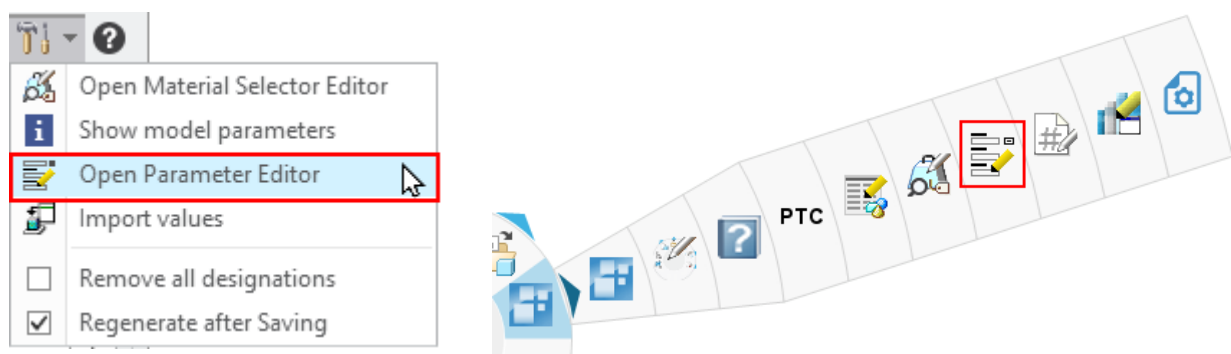 Open Material Selector Editor
Show model parameters
Open Parameter Editor
Import values
Remove all designations
Regenerate after Saving
PTC